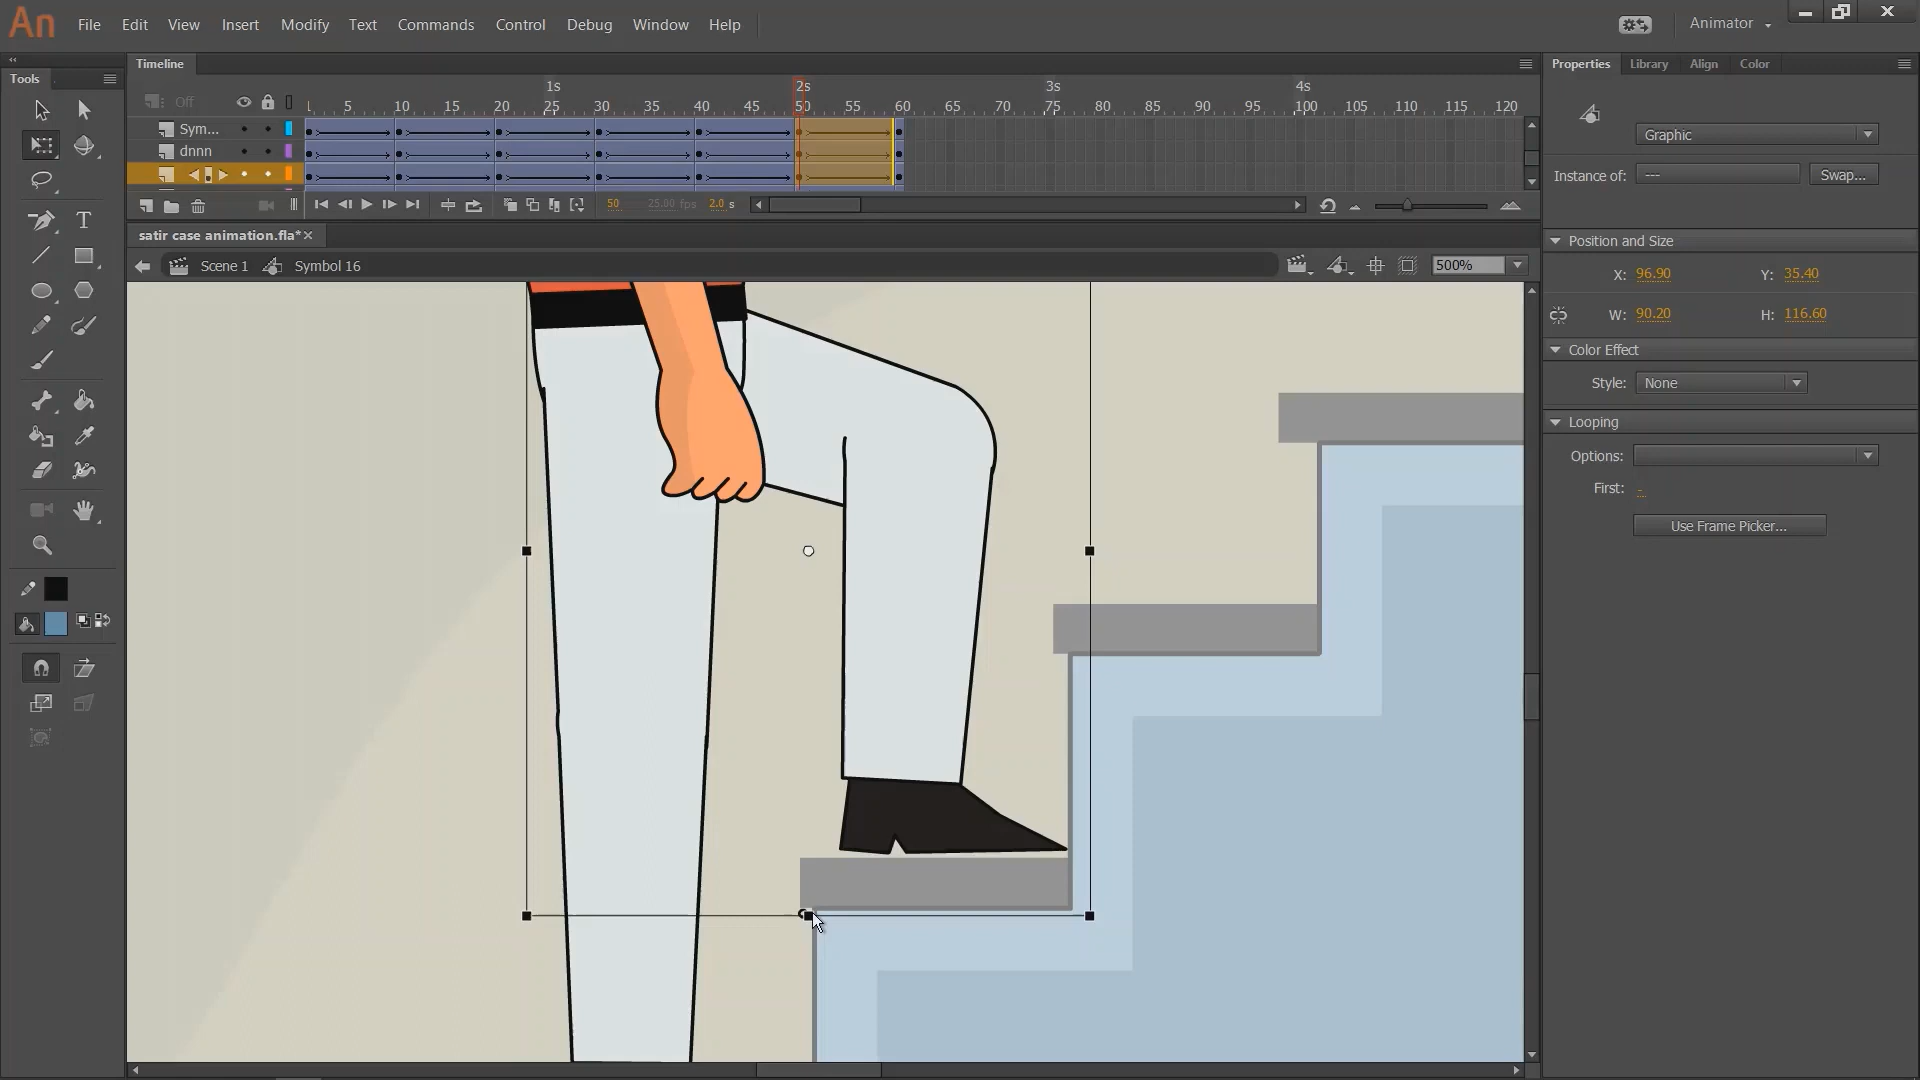 An File Edit View Insert Modify Text Commands Control Debug Window Help Animator
Tools Timeline Properties Library Align Color
1s 2s 3s 4s
Off 1 5 10 15 20 25 30 35 40 45 50 55 60 65 70 75 80 85 90 95 100 105 110 115 120
Sym...
dnnn
Graphic
Instance of: --- Swap...
50 25.00 fps 2.0 s
satir case animation.fla*
Scene 1 Symbol 16 500%
Position and Size
X: 96.90 Y: 35.40
W: 90.20 H: 116.60
Color Effect
Style: None
Looping
Options:
First: -
Use Frame Picker...
T